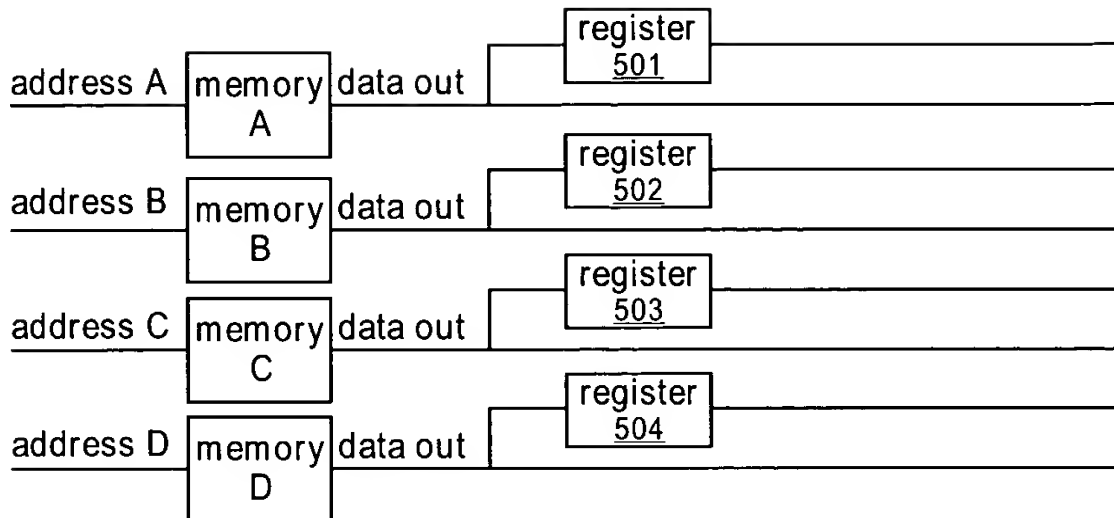 register
501
address A
memory
A
data out
register
502
address B
memory
B
data out
register
503
address C
memory
C
data out
register
504
address D
memory
D
data out